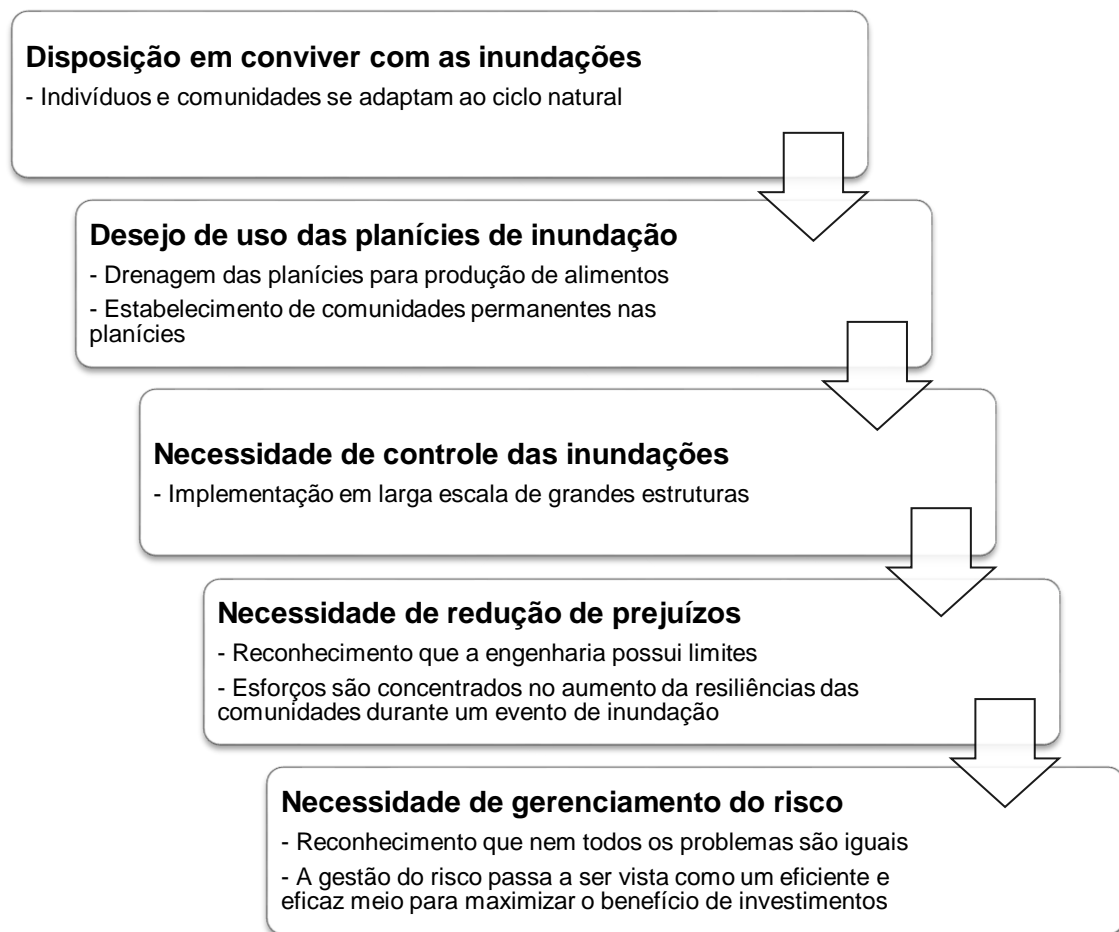 Disposição em conviver com as inundações
- Indivíduos e comunidades se adaptam ao ciclo natural
Desejo de uso das planícies de inundação
- Drenagem das planícies para produção de alimentos
- Estabelecimento de comunidades permanentes nas
planícies
Necessidade de controle das inundações
- Implementação em larga escala de grandes estruturas
Necessidade de redução de prejuízos
- Reconhecimento que a engenharia possui limites
- Esforços são concentrados no aumento da resiliências das
comunidades durante um evento de inundação
Necessidade de gerenciamento do risco
- Reconhecimento que nem todos os problemas são iguais
- A gestão do risco passa a ser vista como um eficiente e
eficaz meio para maximizar o benefício de investimentos